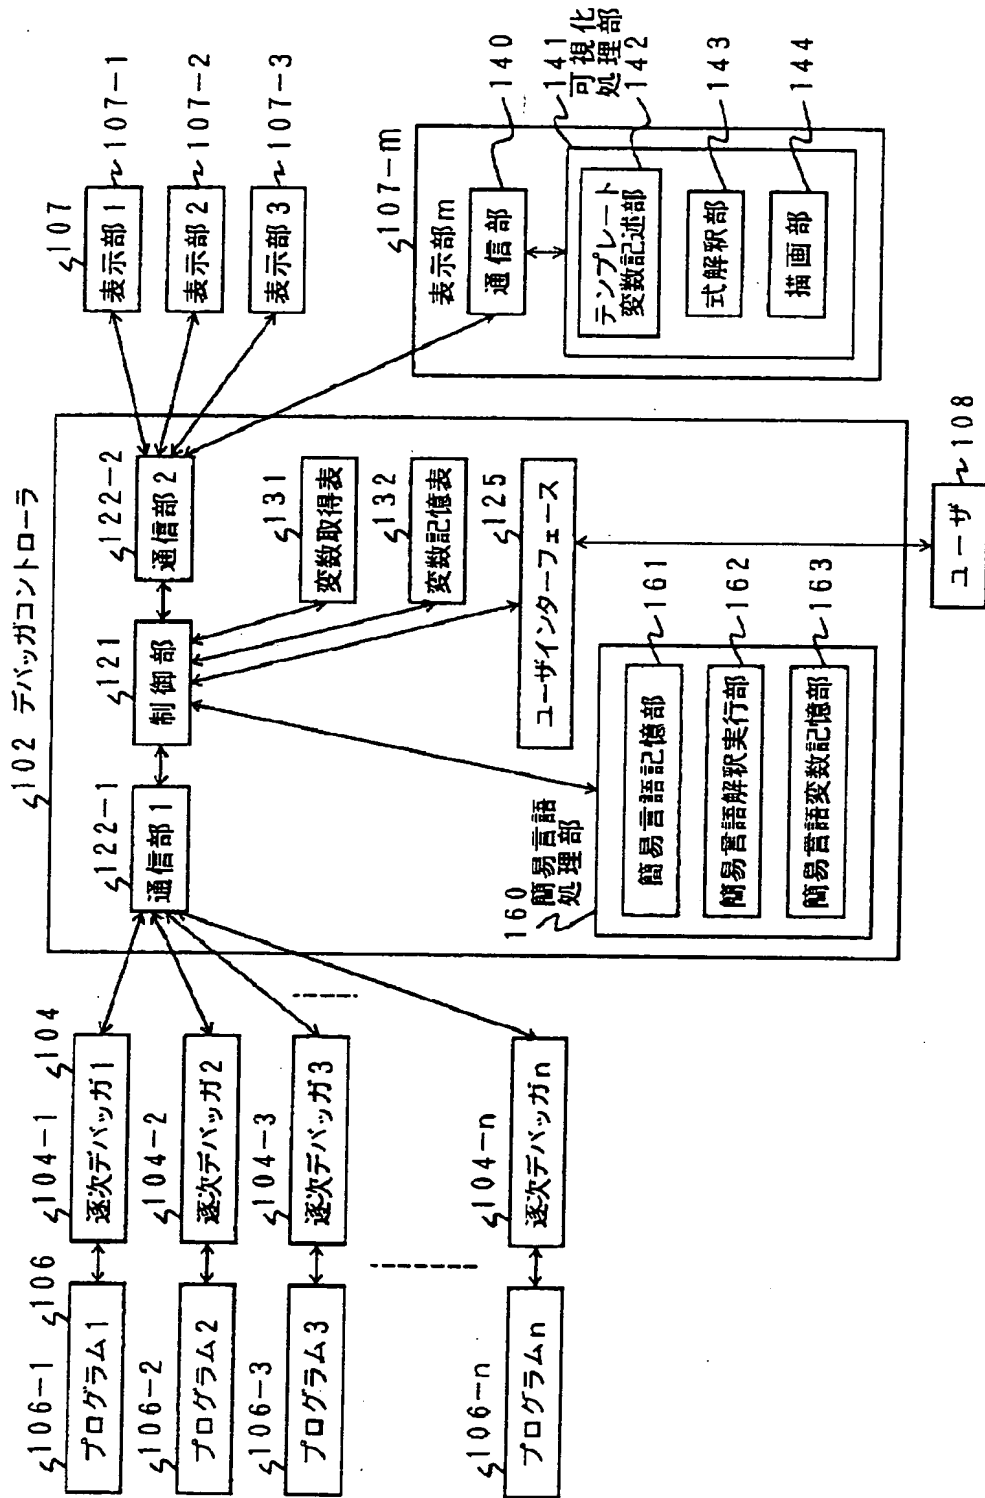 106
106-1
プログラム1
106-2
プログラム2
106-3
プログラム3
106-n
プログラムn
104
104-1
逐次デバッガ1
104-2
逐次デバッガ2
104-3
逐次デバッガ3
104-n
逐次デバッガn
102 デバッガコントローラ
122-1
通信部1
121
制御部
122-2
通信部2
131
変数取得表
132
変数記憶表
125
ユーザインターフェース
160 簡易言語
処理部
簡易言語記憶部
161
簡易言語解釈実行部
162
簡易言語変数記憶部
163
ユーザ
108
107
表示部1
107-1
表示部2
107-2
表示部3
107-3
107-m
表示部m
通信部
140
141
可視化
処理部
テンプレート
変数記述部
142
式解釈部
143
描画部
144